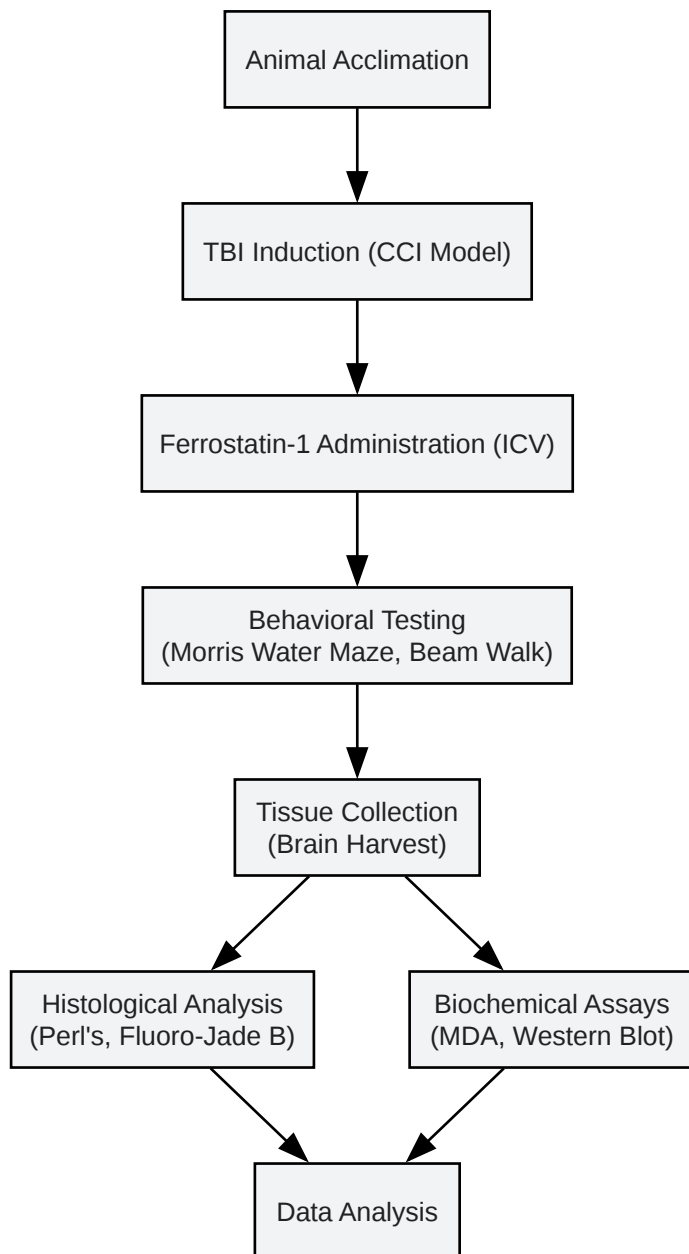 Animal Acclimation
TBI Induction (CCI Model)
Ferrostatin-1 Administration (ICV)
Behavioral Testing
(Morris Water Maze, Beam Walk)
Tissue Collection
(Brain Harvest)
Histological Analysis
(Perl's, Fluoro-Jade B)
Biochemical Assays
(MDA, Western Blot)
Data Analysis